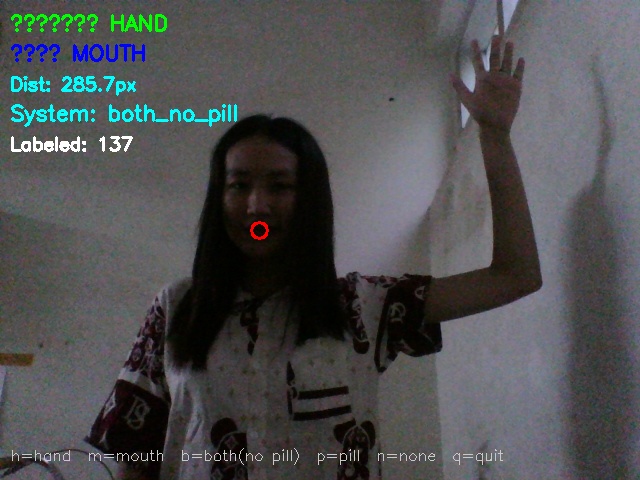 ??????? HAND
???? MOUTH
Dist: 285.7px
System: both_no_pill
Labeled: 137
h=hand m=mouth b=both(no pill) p=pill n=none q=quit